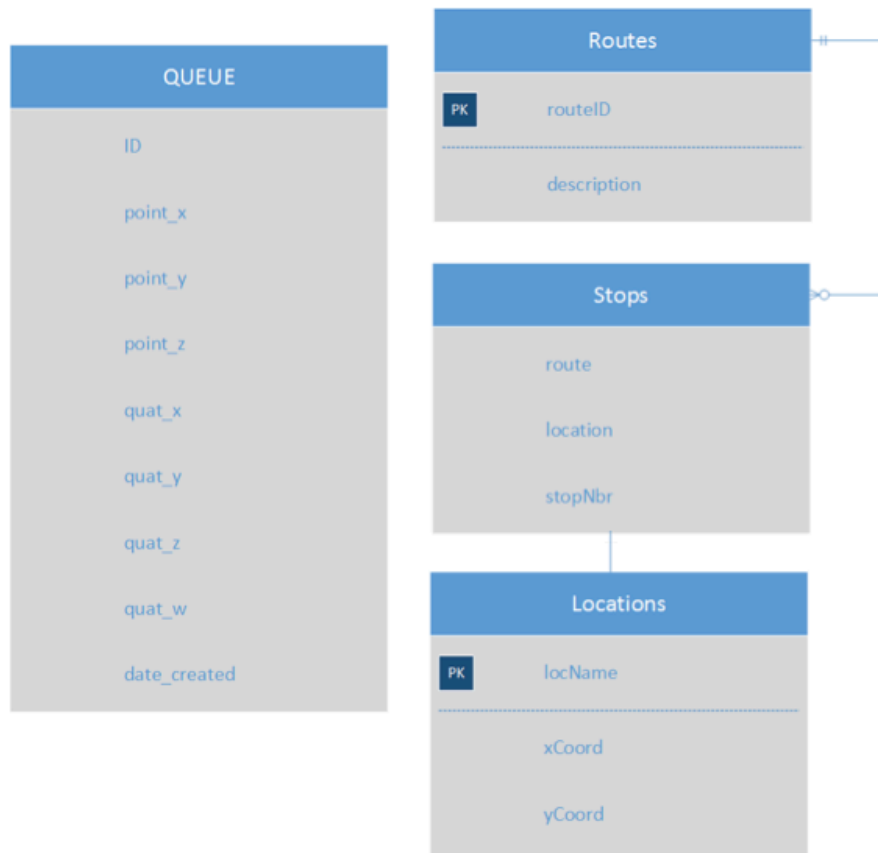 QUEUE
ID
point_x
point_y
point_z
quat_x
quat_y
quat_z
quat_w
date_created
Routes
PK routeID
description
Stops
route
location
stopNbr
Locations
PK locName
xCoord
yCoord